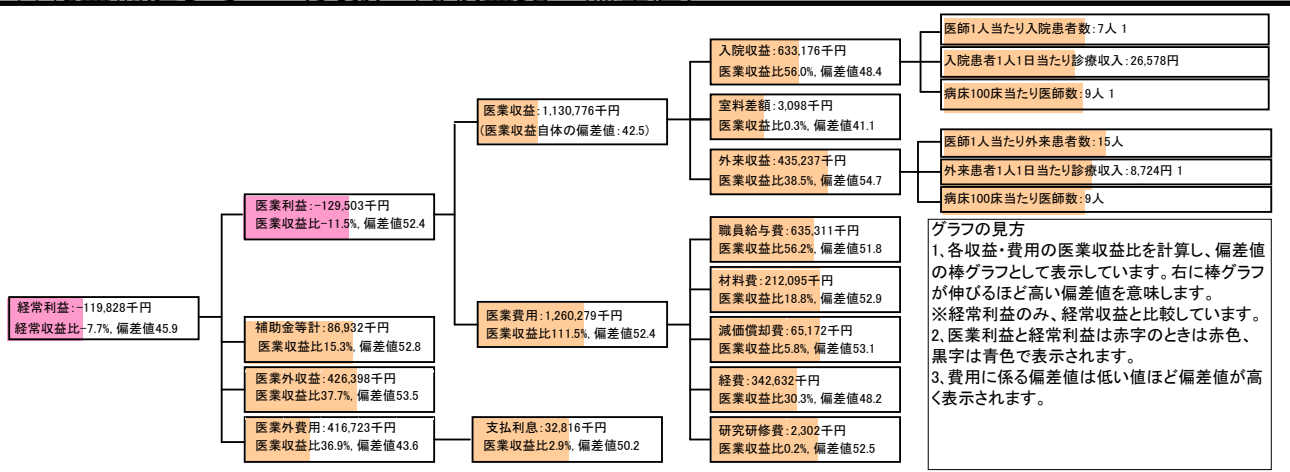 経常利益:-119,828千円
経常収益比-7.7%, 偏差値45.9
医業利益:-129,503千円
医業収益比-11.5%, 偏差値52.4
補助金等計:86,932千円
医業収益比15.3%, 偏差値52.8
医業外収益:426,398千円
医業収益比37.7%, 偏差値53.5
医業外費用:416,723千円
医業収益比36.9%, 偏差値43.6
医業収益:1,130,776千円
(医業収益自体の偏差値:42.5)
医業費用:1,260,279千円
医業収益比111.5%, 偏差値52.4
支払利息:32,816千円
医業収益比2.9%, 偏差値50.2
入院収益:633,176千円
医業収益比56.0%, 偏差値48.4
室料差額:3,098千円
医業収益比0.3%, 偏差値41.1
外来収益:435,237千円
医業収益比38.5%, 偏差値54.7
職員給与費:635,311千円
医業収益比56.2%, 偏差値51.8
材料費:212,095千円
医業収益比18.8%, 偏差値52.9
減価償却費:65,172千円
医業収益比5.8%, 偏差値53.1
経費:342,632千円
医業収益比30.3%, 偏差値48.2
研究研修費:2,302千円
医業収益比0.2%, 偏差値52.5
医師1人当たり入院患者数:7人 1
入院患者1人1日当たり診療収入:26,578円
病床100床当たり医師数:9人 1
医師1人当たり外来患者数:15人
外来患者1人1日当たり診療収入:8,724円 1
病床100床当たり医師数:9人
グラフの見方
1、各収益・費用の医業収益比を計算し、偏差値
の棒グラフとして表示しています。右に棒グラフ
が伸びるほど高い偏差値を意味します。
※経常利益のみ、経常収益と比較しています。
2、医業利益と経常利益は赤字のときは赤色、
黒字は青色で表示されます。
3、費用に係る偏差値は低い値ほど偏差値が高
く表示されます。